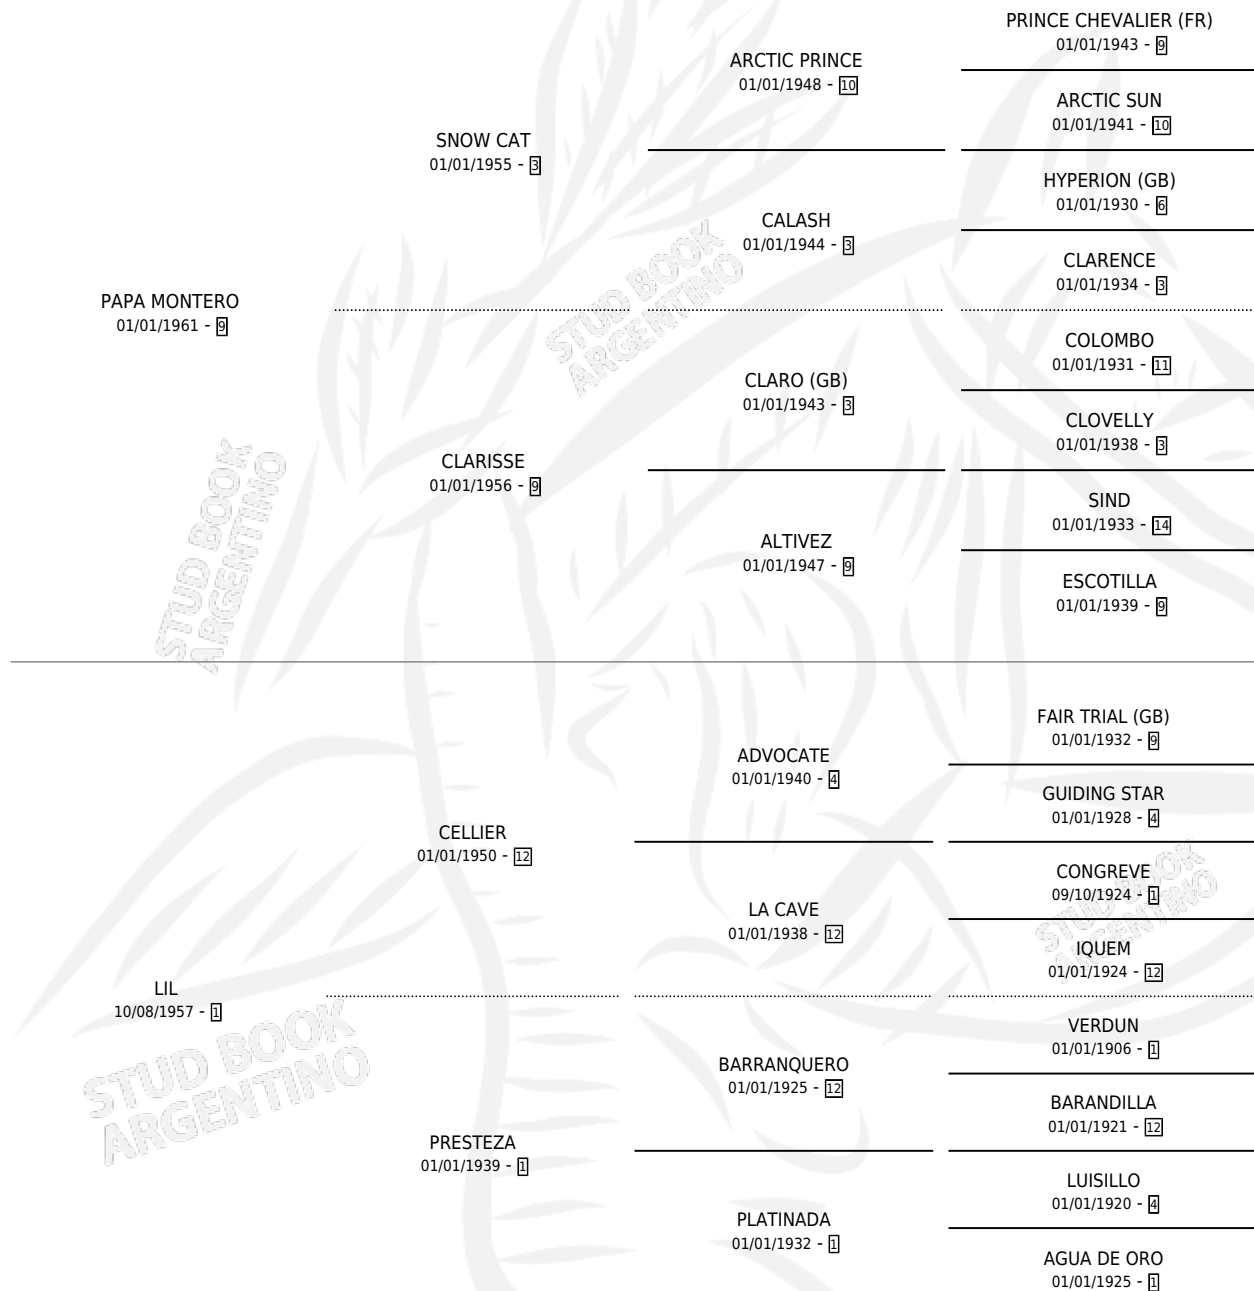 PAPA MONTERO
01/01/1961 - 9
SNOW CAT
01/01/1955 - 3
ARCTIC PRINCE
01/01/1948 - 10
PRINCE CHEVALIER (FR)
01/01/1943 - 9
ARCTIC SUN
01/01/1941 - 10
CALASH
01/01/1944 - 3
HYPERION (GB)
01/01/1930 - 6
CLARENCE
01/01/1934 - 3
CLARISSE
01/01/1956 - 9
CLARO (GB)
01/01/1943 - 3
COLOMBO
01/01/1931 - 11
CLOVELLY
01/01/1938 - 3
ALTIVEZ
01/01/1947 - 9
SIND
01/01/1933 - 14
ESCOTILLA
01/01/1939 - 9
LIL
10/08/1957 - 1
CELLIER
01/01/1950 - 12
ADVOCATE
01/01/1940 - 4
FAIR TRIAL (GB)
01/01/1932 - 9
GUIDING STAR
01/01/1928 - 4
LA CAVE
01/01/1938 - 12
CONGREVE
09/10/1924 - 1
IQUEM
01/01/1924 - 12
PRESTEZA
01/01/1939 - 1
BARRANQUERO
01/01/1925 - 12
VERDUN
01/01/1906 - 1
BARANDILLA
01/01/1921 - 12
PLATINADA
01/01/1932 - 1
LUISILLO
01/01/1920 - 4
AGUA DE ORO
01/01/1925 - 1
STUD BOOK
ARGENTINO
STUD BOOK
ARGENTINO
STUD BOOK
ARGENTINO
STUD BOOK
ARGENTINO